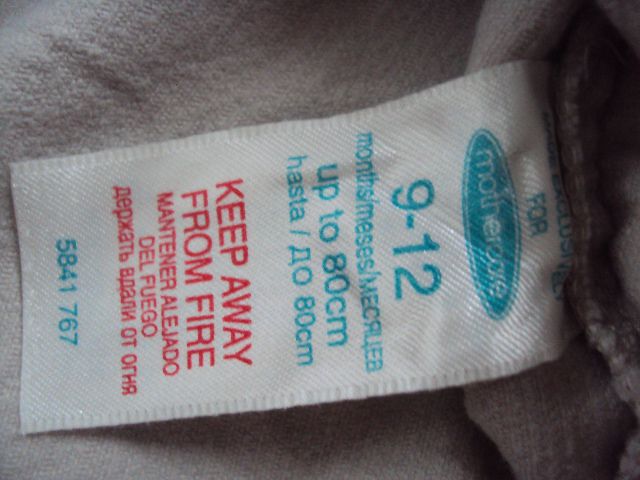 FOR
mothercare
9-12
months/meses/МЕСЯЦЕВ
up to 80cm
hasta / ДО 80cm
KEEP AWAY
FROM FIRE
MANTENER ALEJADO
DEL FUEGO
держать вдали от огня
5841 767